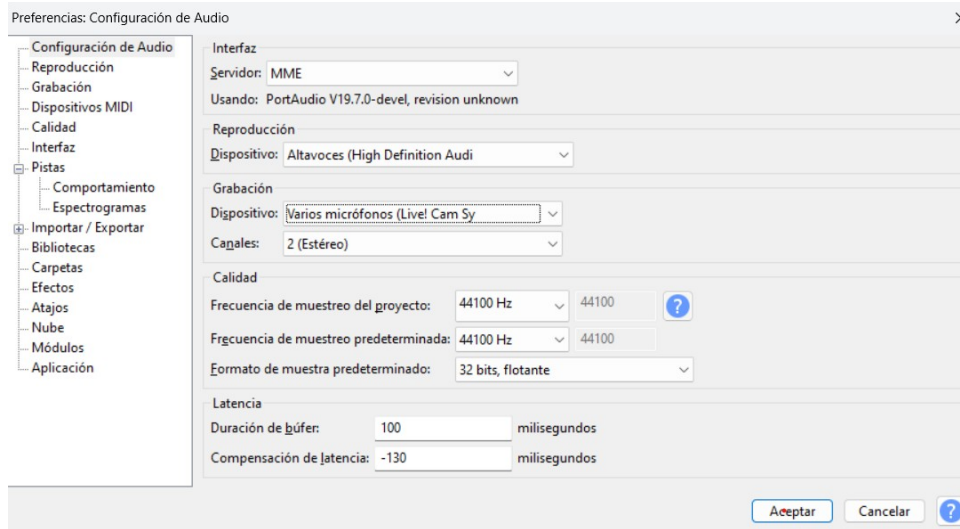 Preferencias: Configuración de Audio
Configuración de Audio
Reproducción
Grabación
Dispositivos MIDI
Calidad
Interfaz
Pistas
Comportamiento
Espectrogramas
Importar / Exportar
Bibliotecas
Carpetas
Efectos
Atajos
Nube
Módulos
Aplicación
Interfaz
Servidor: MME
Usando: PortAudio V19.7.0-devel, revision unknown
Reproducción
Dispositivo: Altavoces (High Definition Audi
Grabación
Dispositivo: Varios micrófonos (Live! Cam Sy
Canales: 2 (Estéreo)
Calidad
Frecuencia de muestreo del proyecto: 44100 Hz 44100 ?
Frecuencia de muestreo predeterminada: 44100 Hz 44100
Formato de muestra predeterminado: 32 bits, flotante
Latencia
Duración de búfer: 100 milisegundos
Compensación de latencia: -130 milisegundos
Aceptar Cancelar ?